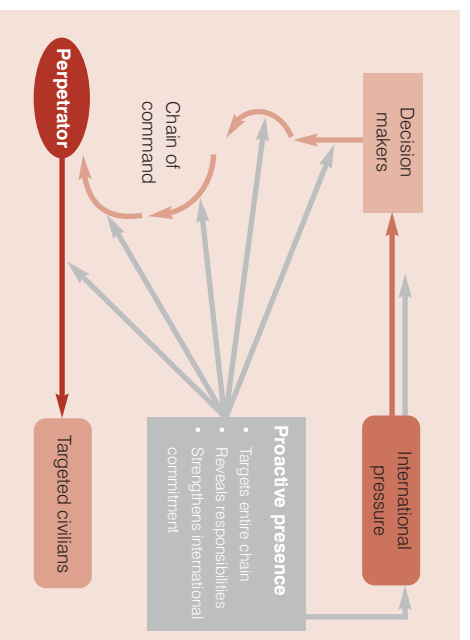 Decision
makers
International
pressure
Chain of
command
Proactive presence
• Targets entire chain
• Reveals responsibilities
• Strengthens international
commitment
Perpetrator
Targeted civilians